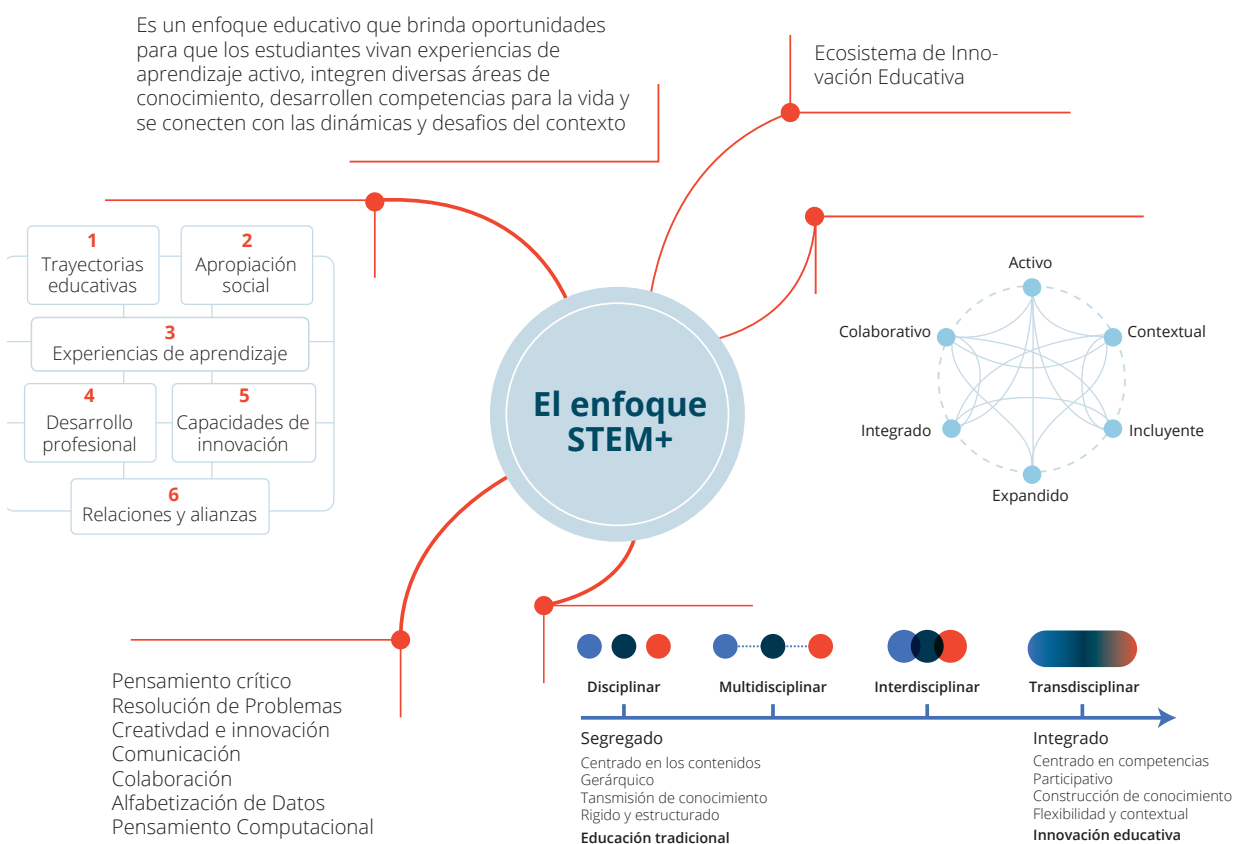 Es un enfoque educativo que brinda oportunidades
para que los estudiantes vivan experiencias de
aprendizaje activo, integren diversas áreas de
conocimiento, desarrollen competencias para la vida y
se conecten con las dinámicas y desafios del contexto
Ecosistema de Inno-
vación Educativa
1
Trayectorias
educativas
2
Apropiación
social
3
Experiencias de aprendizaje
4
Desarrollo
profesional
5
Capacidades de
innovación
6
Relaciones y alianzas
El enfoque
STEM+
Activo
Colaborativo
Contextual
Integrado
Incluyente
Expandido
Pensamiento crítico
Resolución de Problemas
Creativdad e innovación
Comunicación
Colaboración
Alfabetización de Datos
Pensamiento Computacional
Disciplinar
Multidisciplinar
Interdisciplinar
Transdisciplinar
Segregado
Centrado en los contenidos
Gerárquico
Tansmisión de conocimiento
Rigido y estructurado
Educación tradicional
Integrado
Centrado en competencias
Participativo
Construcción de conocimiento
Flexibilidad y contextual
Innovación educativa